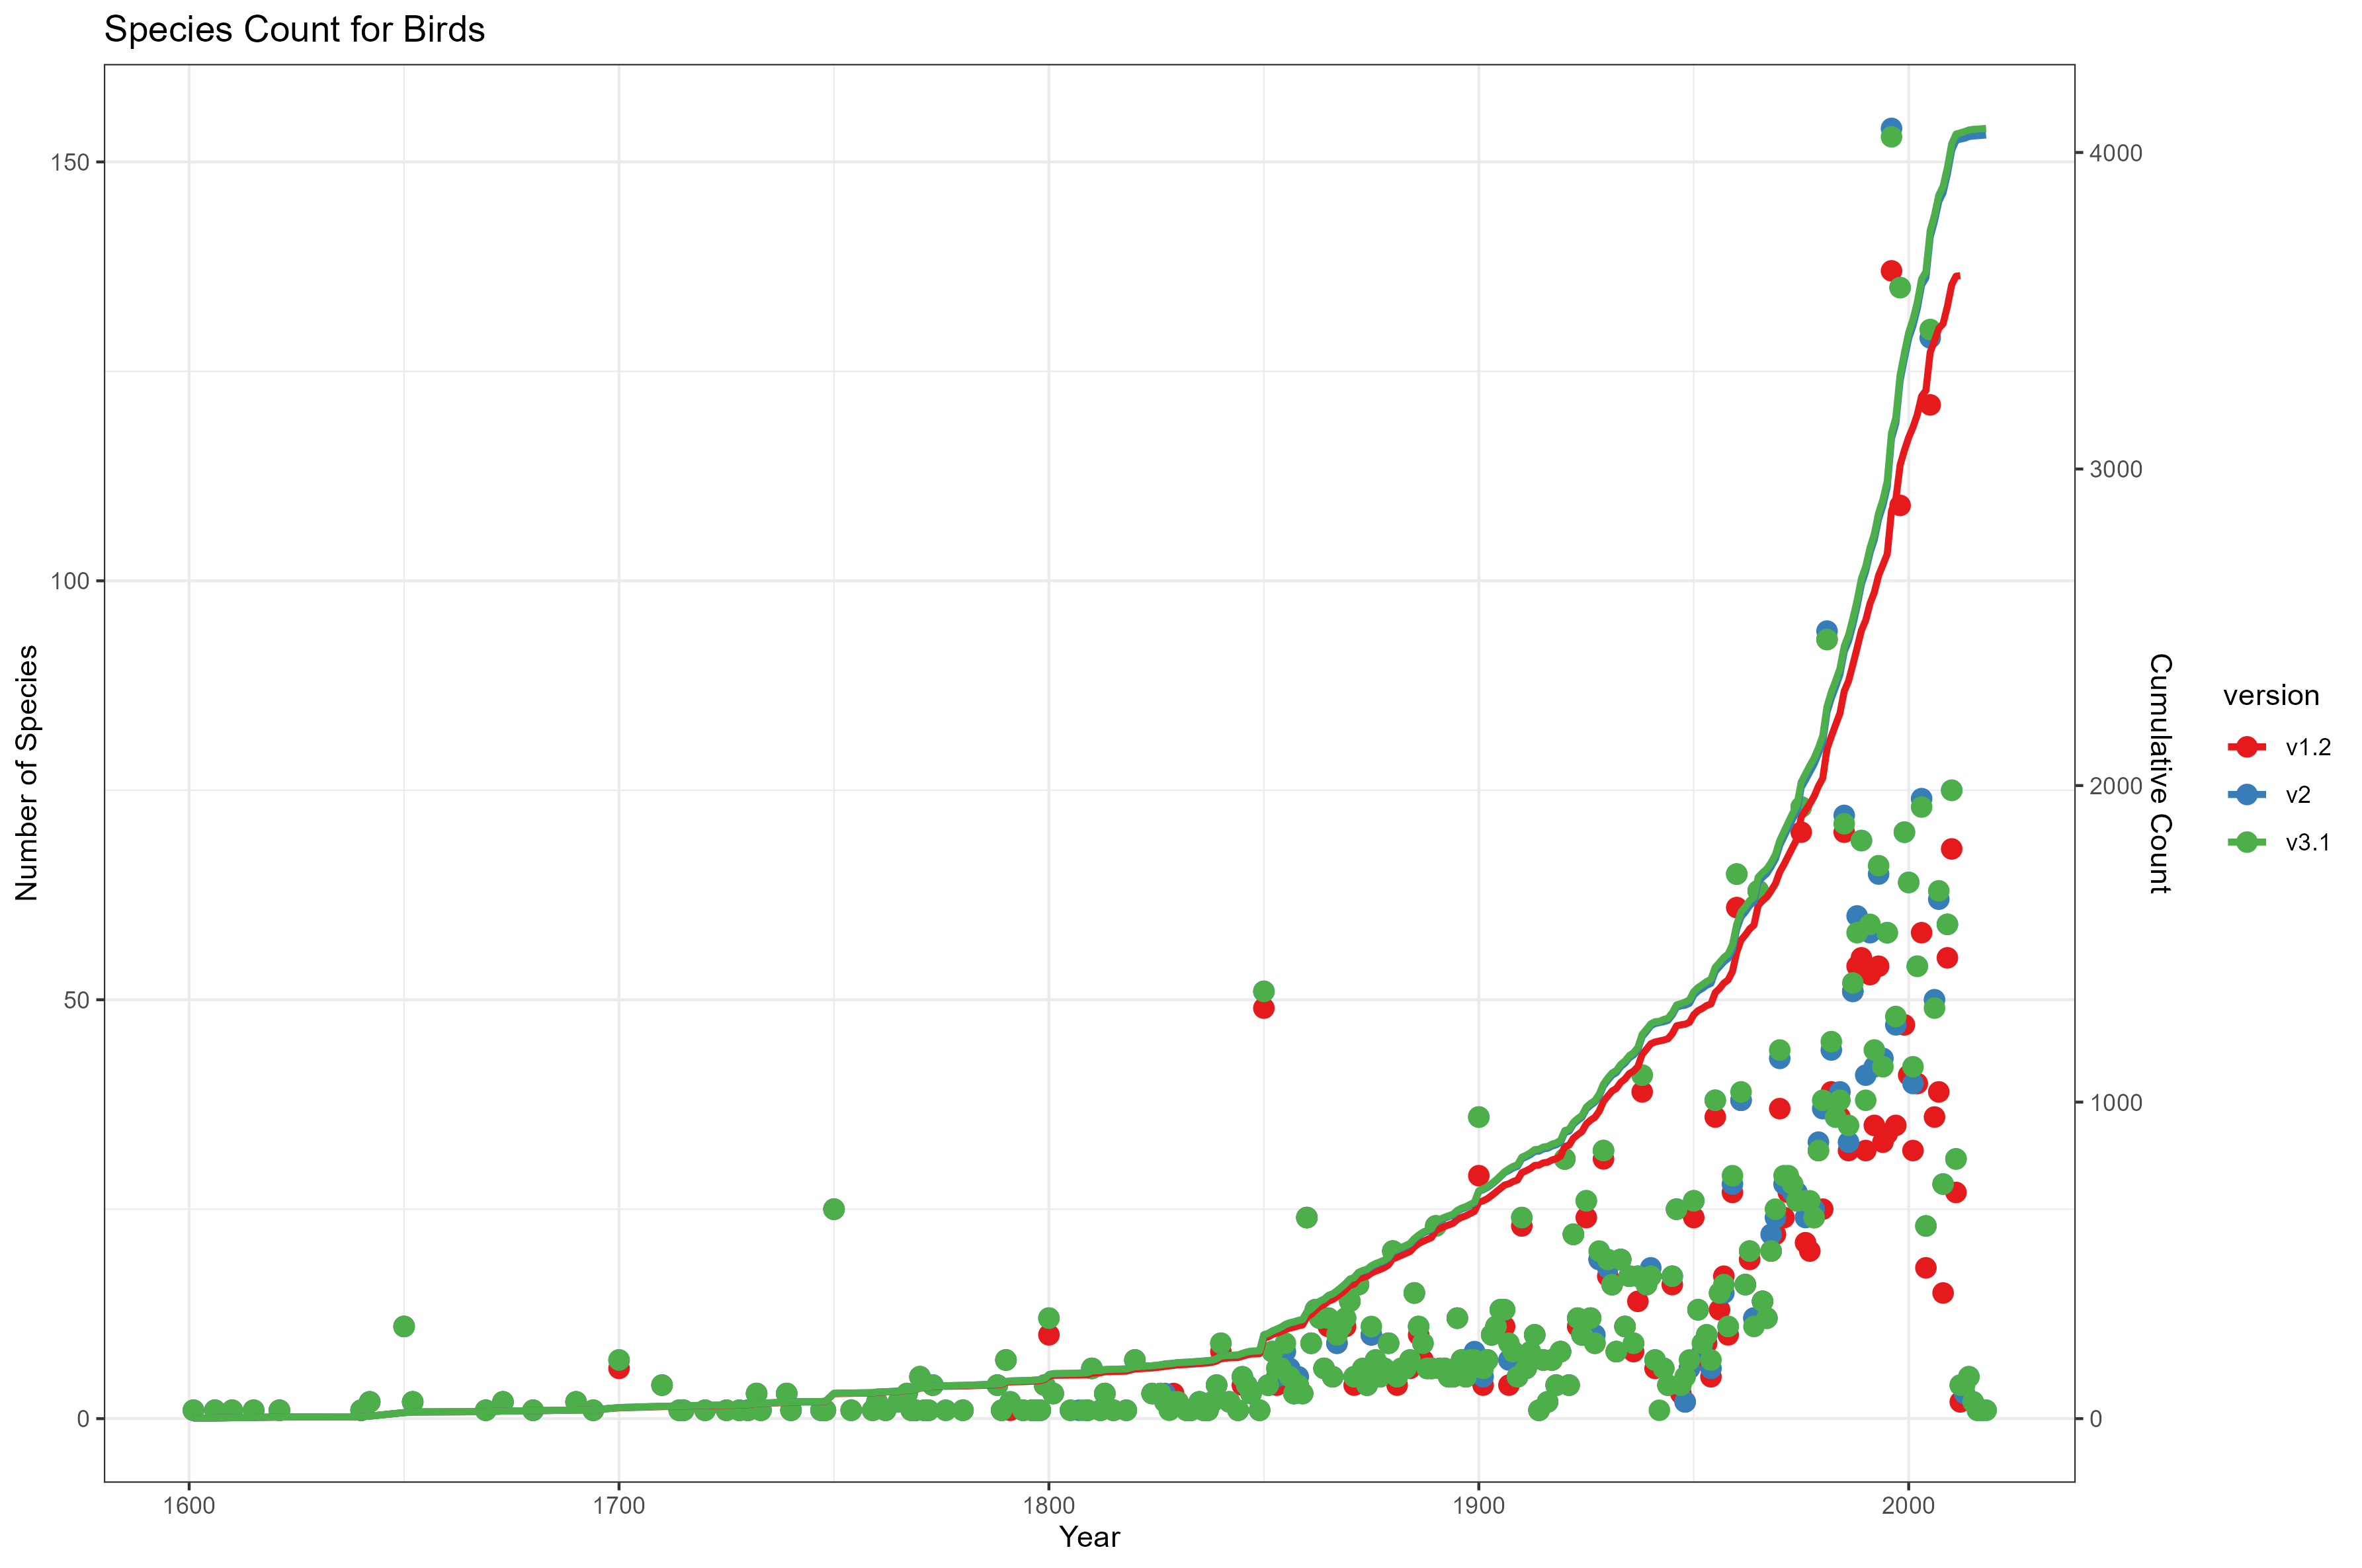 Species Count for Birds
150
100
50
0
Number of Species
4000
3000
2000
1000
0
Cumulative Count
1600
1700
1800
1900
2000
Year
version
v1.2
v2
v3.1